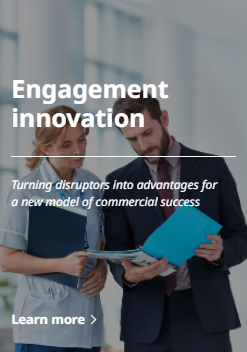 Engagement
innovation
Turning disruptors into advantages for
a new model of commercial success
Learn more >